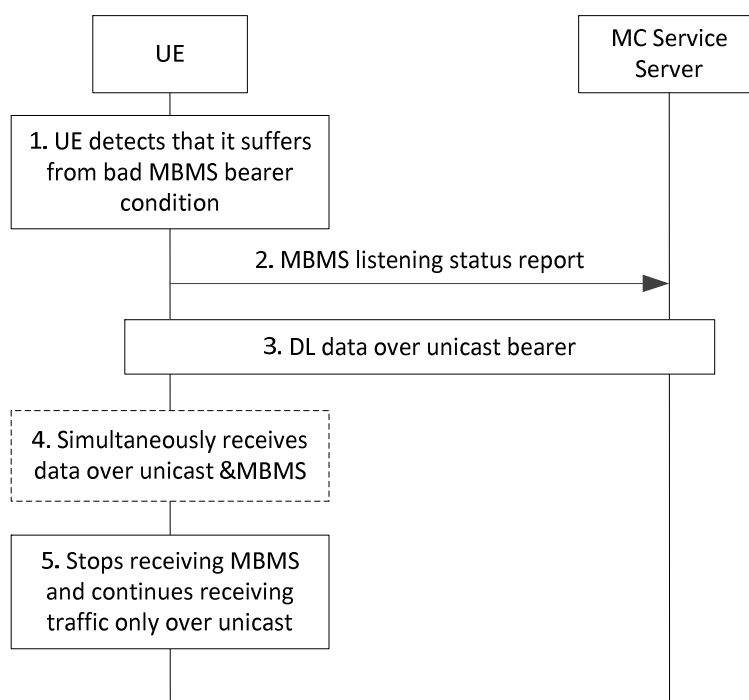 UE
MC Service
Server
1. UE detects that it suffers
from bad MBMS bearer
condition
2. MBMS listening status report
3. DL data over unicast bearer
4. Simultaneously receives
data over unicast &MBMS
5. Stops receiving MBMS
and continues receiving
traffic only over unicast